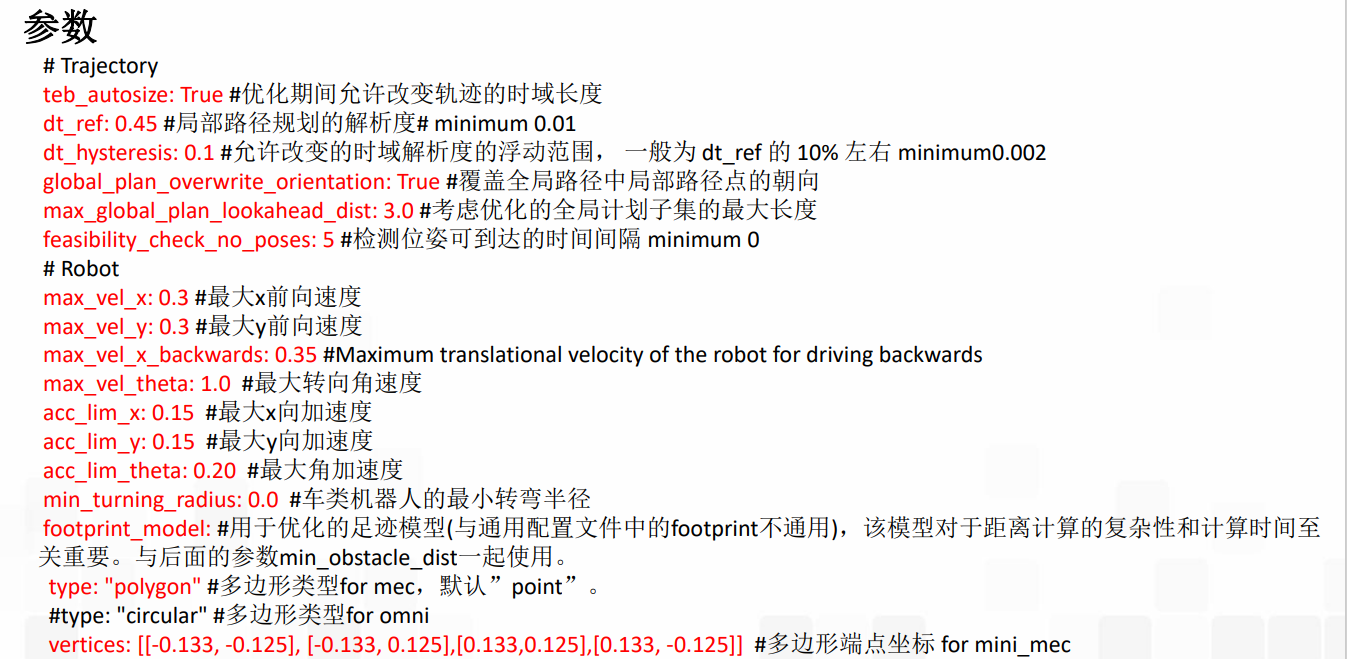 参数
# Trajectory
teb_autosize: True #优化期间允许改变轨迹的时域长度
dt_ref: 0.45 #局部路径规划的解析度# minimum 0.01
dt_hysteresis: 0.1 #允许改变的时域解析度的浮动范围， 一般为 dt_ref 的 10% 左右 minimum0.002
global_plan_overwrite_orientation: True #覆盖全局路径中局部路径点的朝向
max_global_plan_lookahead_dist: 3.0 #考虑优化的全局计划子集的最大长度
feasibility_check_no_poses: 5 #检测位姿可到达的时间间隔 minimum 0
# Robot
max_vel_x: 0.3 #最大x前向速度
max_vel_y: 0.3 #最大y前向速度
max_vel_x_backwards: 0.35 #Maximum translational velocity of the robot for driving backwards
max_vel_theta: 1.0 #最大转向角速度
acc_lim_x: 0.15 #最大x向加速度
acc_lim_y: 0.15 #最大y向加速度
acc_lim_theta: 0.20 #最大角加速度
min_turning_radius: 0.0 #车类机器人的最小转弯半径
footprint_model: #用于优化的足迹模型(与通用配置文件中的footprint不通用)，该模型对于距离计算的复杂性和计算时间至
关重要。与后面的参数min_obstacle_dist一起使用。
type: "polygon" #多边形类型for mec，默认”point”。
#type: "circular" #多边形类型for omni
vertices: [[-0.133, -0.125], [-0.133, 0.125],[0.133,0.125],[0.133, -0.125]] #多边形端点坐标 for mini_mec